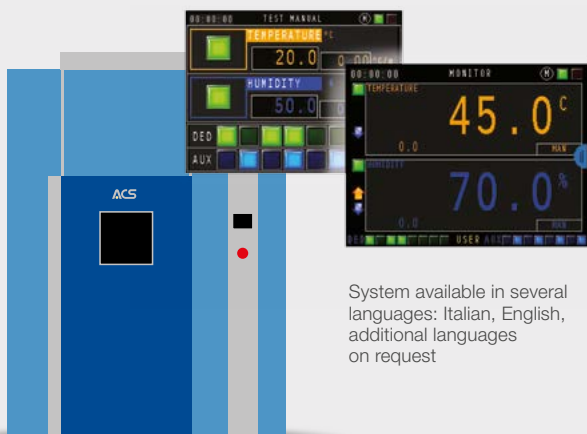 00:00:00 TEST MANUAL M
TEMPERATURE °C
20.0 0.00
HUMIDITY
50.0
DED
AUX
00:00:00 MONITOR M
TEMPERATURE
45.0 °C
0.0 MAN
HUMIDITY
70.0 %
0.0 MAN
DED USER AUX
ACS
System available in several
languages: Italian, English,
additional languages
on request